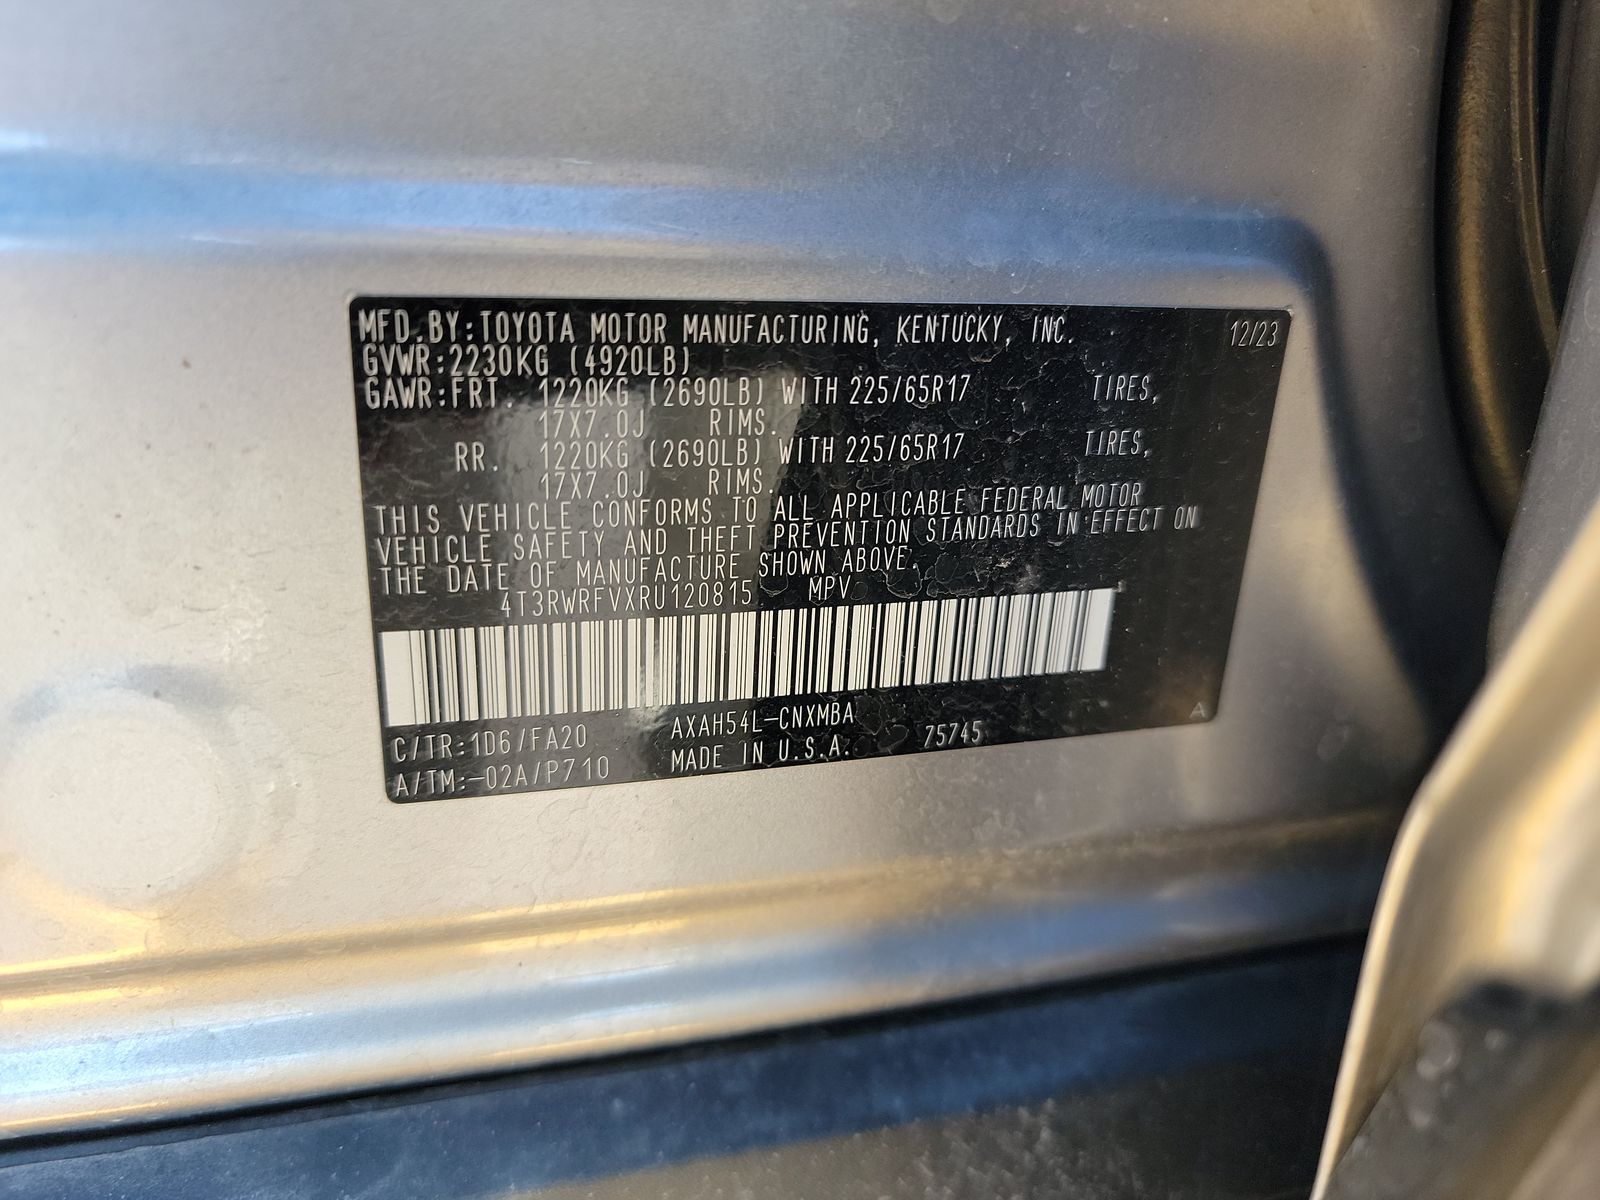 MFD.BY:TOYOTA MOTOR MANUFACTURING, KENTUCKY, INC. 12/23
GVWR:2230KG (4920LB)
GAWR:FRT. 1220KG (2690LB) WITH 225/65R17 TIRES,
17X7.0J RIMS.
RR. 1220KG (2690LB) WITH 225/65R17 TIRES,
17X7.0J RIMS.
THIS VEHICLE CONFORMS TO ALL APPLICABLE FEDERAL MOTOR
VEHICLE SAFETY AND THEFT PREVENTION STANDARDS IN EFFECT ON
THE DATE OF MANUFACTURE SHOWN ABOVE.
4T3RWRFVXRU120815 MPV
C/TR:1D6/FA20 AXAH54L-CNXMBA
A/TM:-02A/P710 MADE IN U.S.A. 75745 A